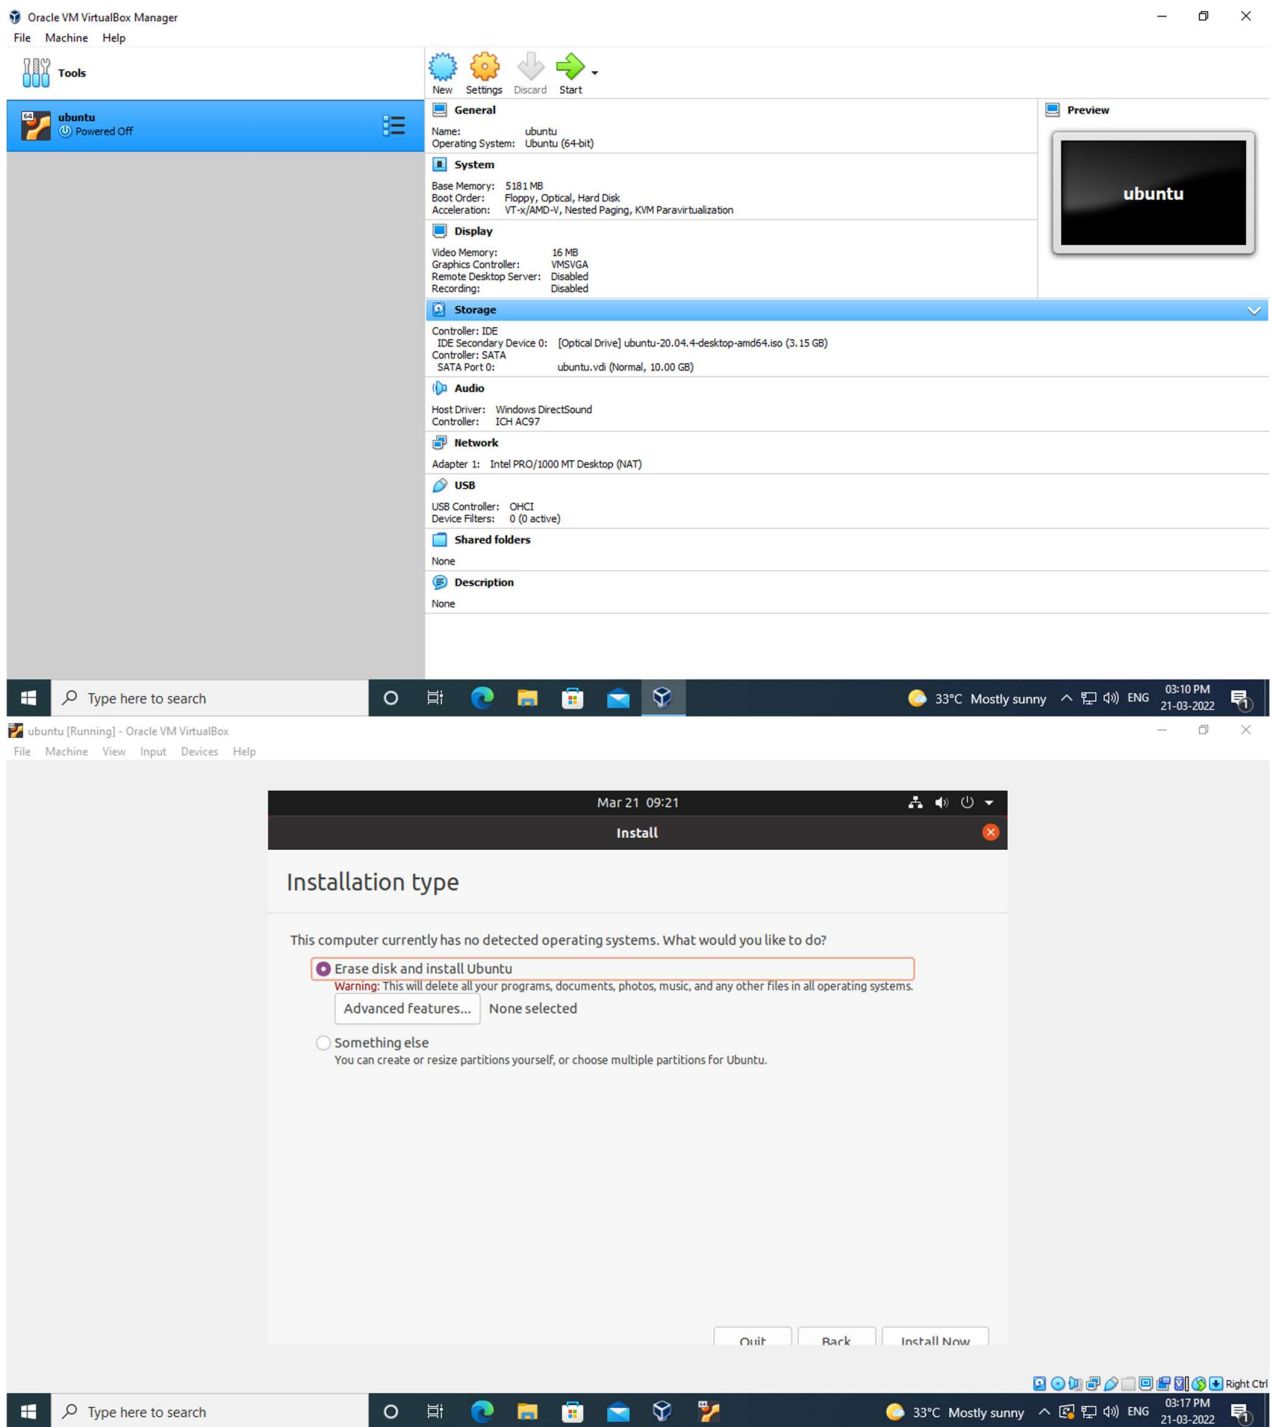 Oracle VM VirtualBox Manager
File Machine Help
Tools
New Settings Discard Start
64
ubuntu
Powered Off
General
Name: ubuntu
Operating System: Ubuntu (64-bit)
System
Base Memory: 5181 MB
Boot Order: Floppy, Optical, Hard Disk
Acceleration: VT-x/AMD-V, Nested Paging, KVM Paravirtualization
Display
Video Memory: 16 MB
Graphics Controller: VMSVGA
Remote Desktop Server: Disabled
Recording: Disabled
Preview
ubuntu
Storage
Controller: IDE
IDE Secondary Device 0: [Optical Drive] ubuntu-20.04.4-desktop-amd64.iso (3.15 GB)
Controller: SATA
SATA Port 0: ubuntu.vdi (Normal, 10.00 GB)
Audio
Host Driver: Windows DirectSound
Controller: ICH AC97
Network
Adapter 1: Intel PRO/1000 MT Desktop (NAT)
USB
USB Controller: OHCI
Device Filters: 0 (0 active)
Shared folders
None
Description
None
Type here to search
33°C Mostly sunny
ENG
03:10 PM
21-03-2022
1
ubuntu [Running] - Oracle VM VirtualBox
File Machine View Input Devices Help
Mar 21 09:21
Install
Installation type
This computer currently has no detected operating systems. What would you like to do?
Erase disk and install Ubuntu
Warning: This will delete all your programs, documents, photos, music, and any other files in all operating systems.
Advanced features... None selected
Something else
You can create or resize partitions yourself, or choose multiple partitions for Ubuntu.
Quit Back Install Now
Right Ctrl
Type here to search
33°C Mostly sunny
ENG
03:17 PM
21-03-2022
1